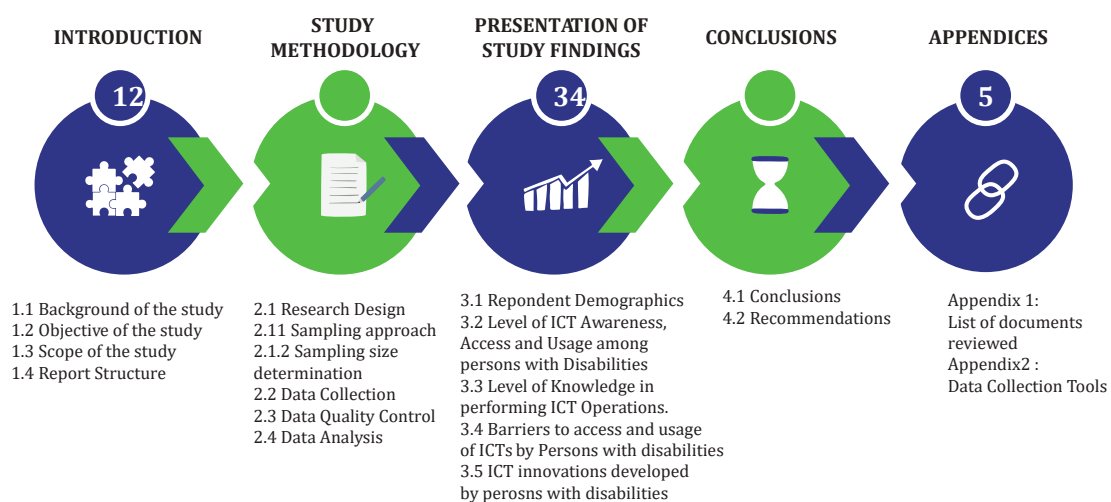 INTRODUCTION
12
1.1 Background of the study
1.2 Objective of the study
1.3 Scope of the study
1.4 Report Structure
STUDY
METHODOLOGY
2.1 Research Design
2.11 Sampling approach
2.1.2 Sampling size
determination
2.2 Data Collection
2.3 Data Quality Control
2.4 Data Analysis
PRESENTATION OF
STUDY FINDINGS
34
3.1 Repondent Demographics
3.2 Level of ICT Awareness,
Access and Usage among
persons with Disabilities
3.3 Level of Knowledge in
performing ICT Operations.
3.4 Barriers to access and usage
of ICTs by Persons with disabilities
3.5 ICT innovations developed
by perosns with disabilities
CONCLUSIONS
4.1 Conclusions
4.2 Recommendations
APPENDICES
5
Appendix 1:
List of documents
reviewed
Appendix2 :
Data Collection Tools